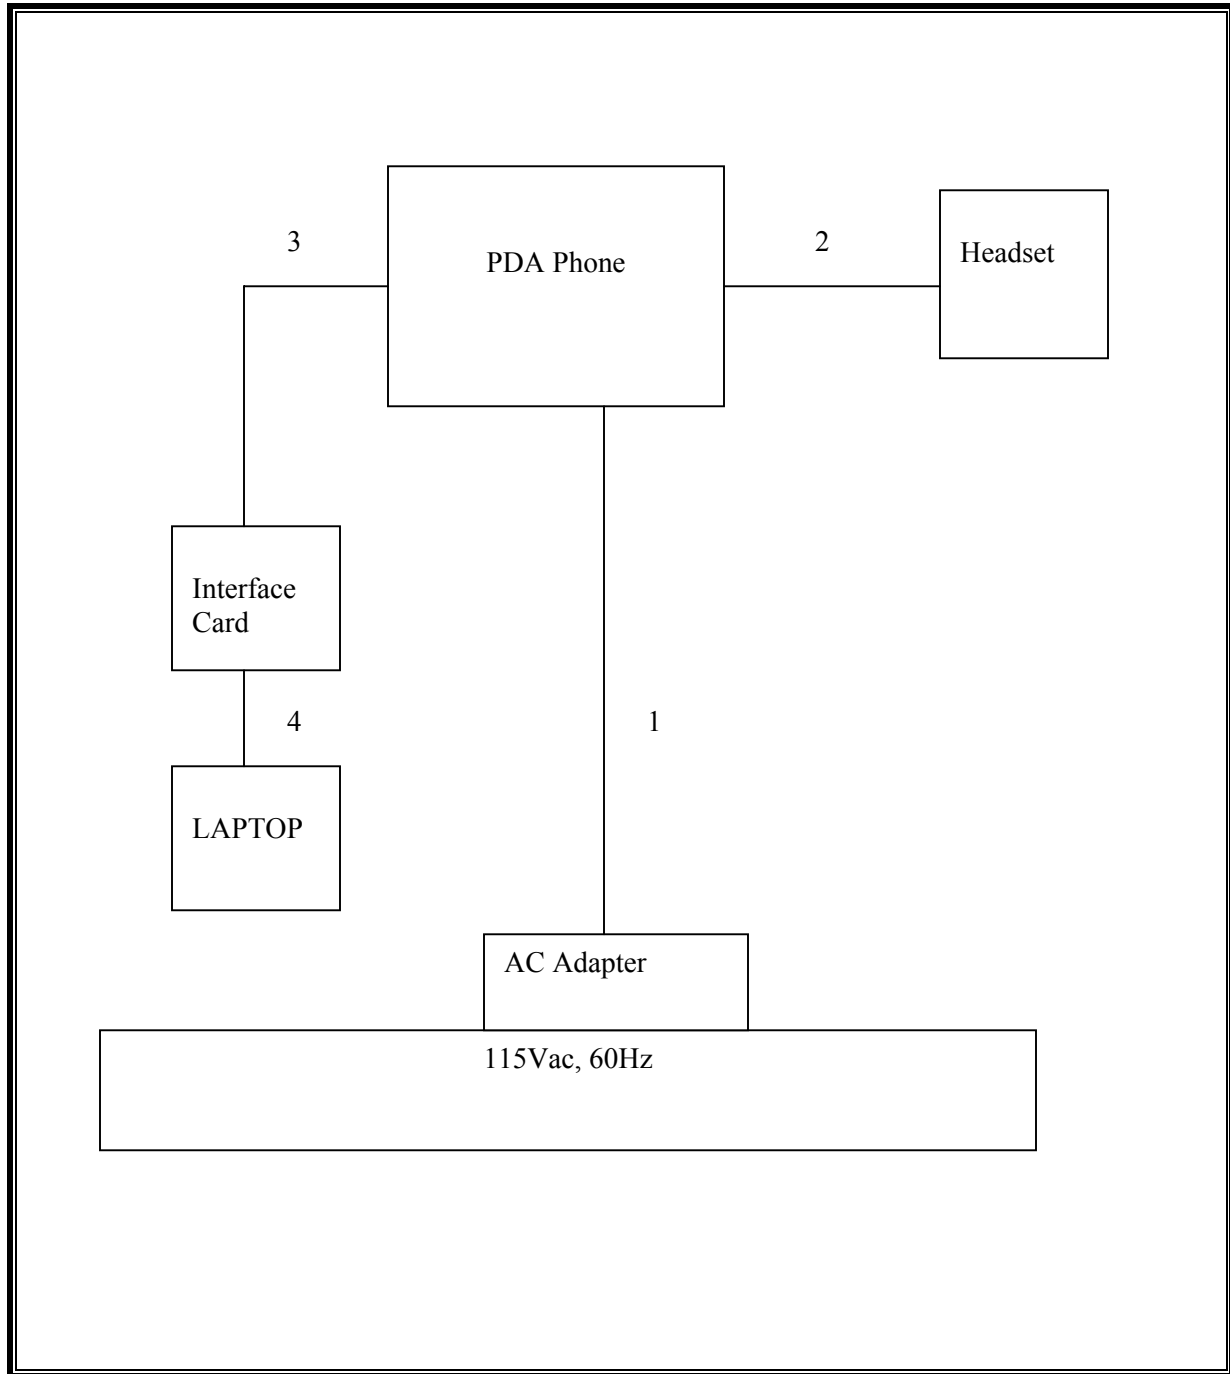 3
PDA Phone
2
Headset
Interface
Card
4
1
LAPTOP
AC Adapter
115Vac, 60Hz